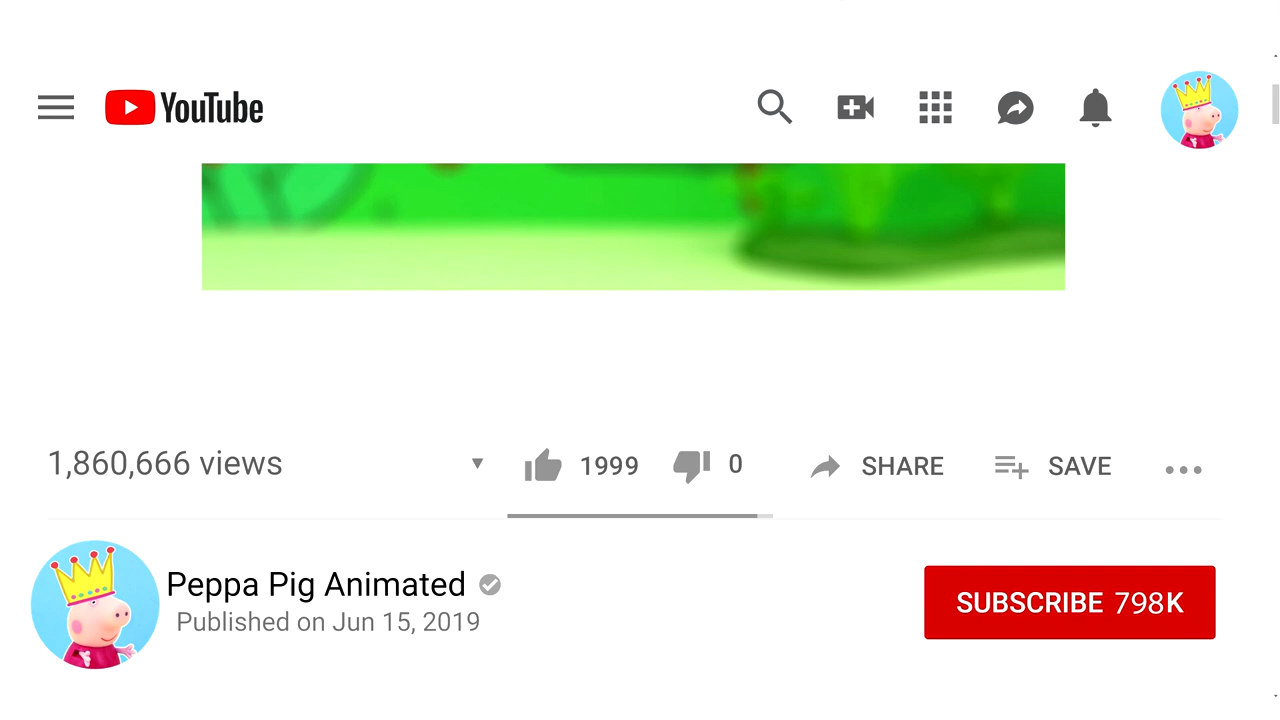 YouTube
1,860,666 views 1999 0 SHARE SAVE
Peppa Pig Animated
Published on Jun 15, 2019
SUBSCRIBE 798K